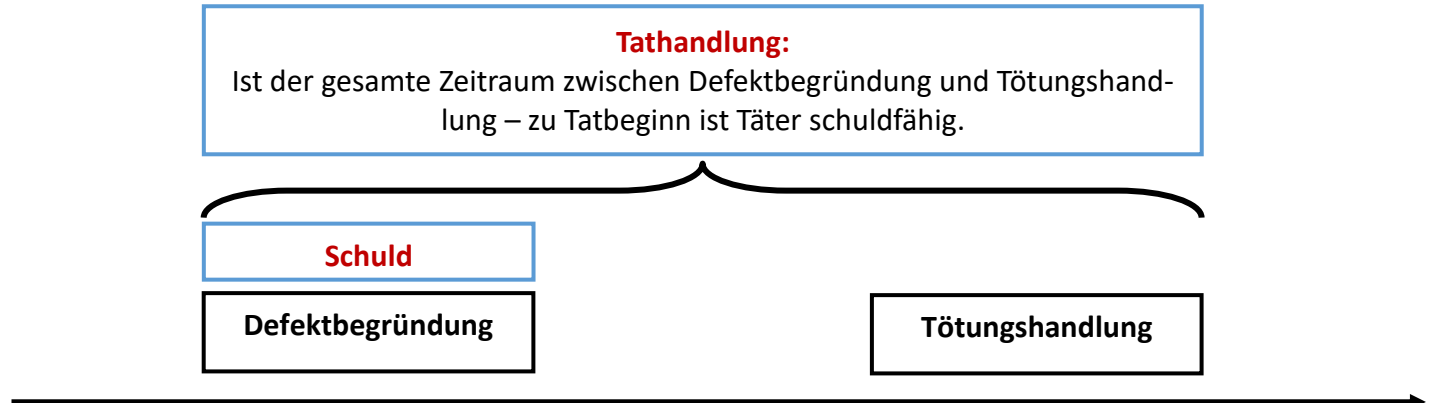 Tathandlung:
Ist der gesamte Zeitraum zwischen Defektbegründung und Tötungshand-
lung – zu Tatbeginn ist Täter schuldfähig.
Schuld
Defektbegründung
Tötungshandlung